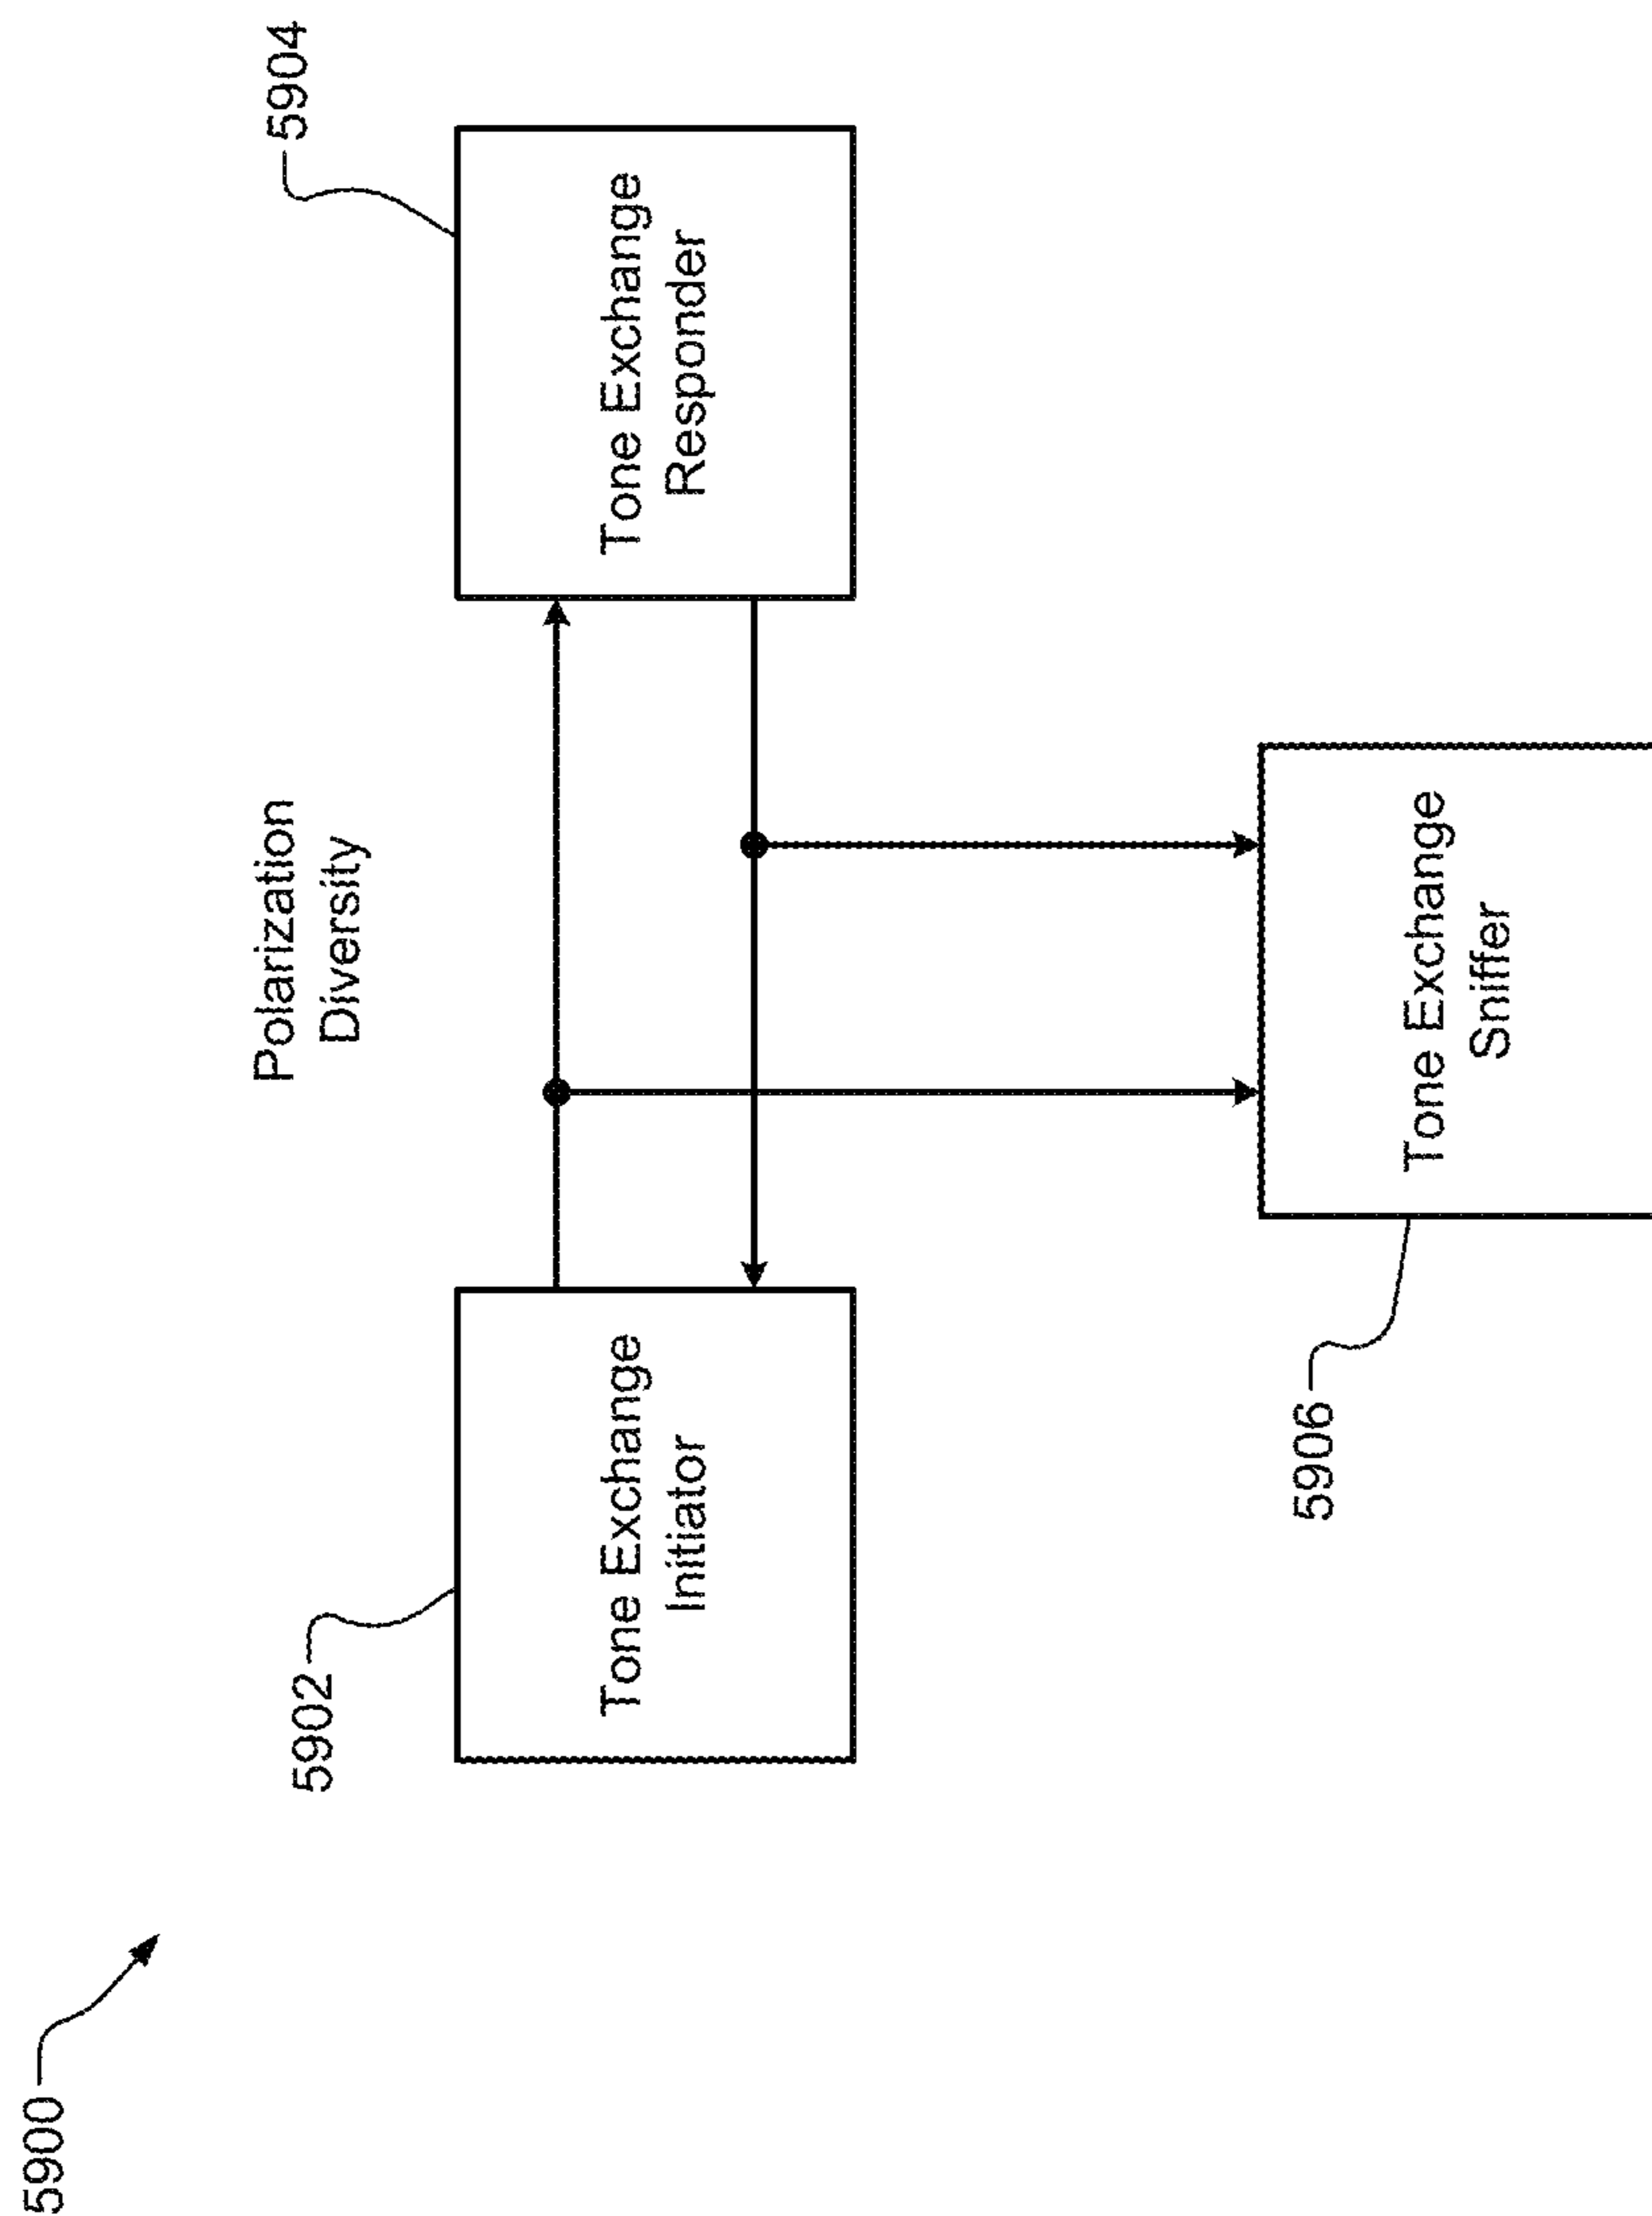 5900
Polarization
Diversity
5902
5904
Tone Exchange
Initiator
Tone Exchange
Responder
5906
Tone Exchange
Sniffer